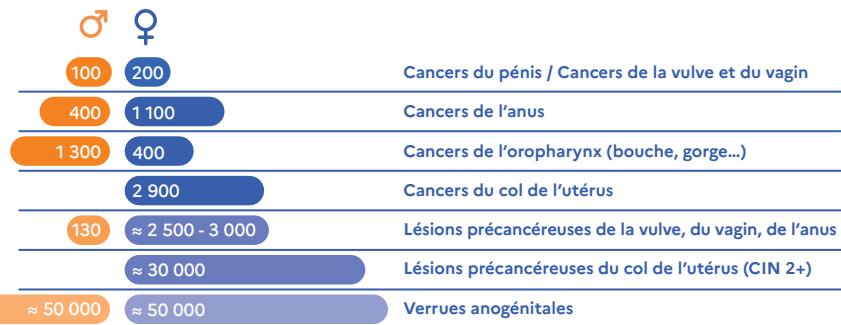 ♂ ♀
100 200 Cancers du pénis / Cancers de la vulve et du vagin
400 1 100 Cancers de l'anus
1 300 400 Cancers de l'oropharynx (bouche, gorge…)
2 900 Cancers du col de l'utérus
130 ≈ 2 500 - 3 000 Lésions précancéreuses de la vulve, du vagin, de l'anus
≈ 30 000 Lésions précancéreuses du col de l'utérus (CIN 2+)
≈ 50 000 ≈ 50 000 Verrues anogénitales